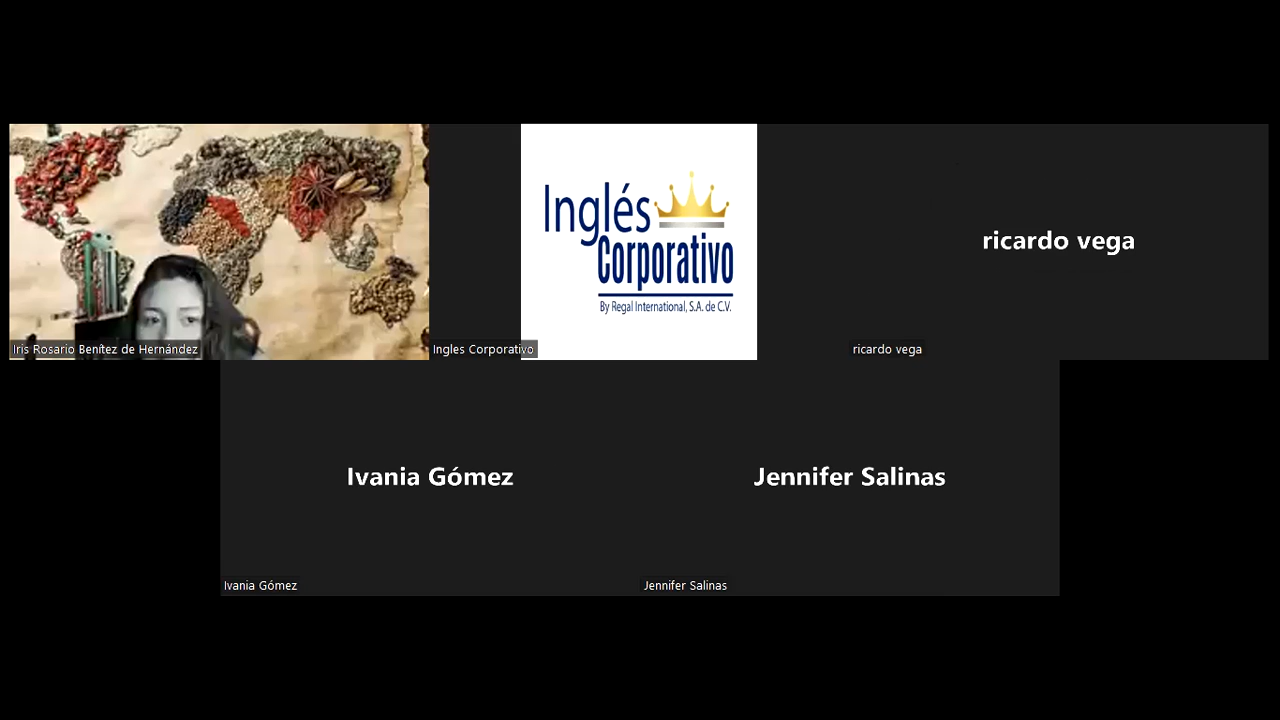 Iris Rosario Benítez de Hernández
Inglés
Corporativo
By Regal International, S.A. de C.V.
Ingles Corporativo
ricardo vega
ricardo vega
Ivania Gómez
Ivania Gómez
Jennifer Salinas
Jennifer Salinas